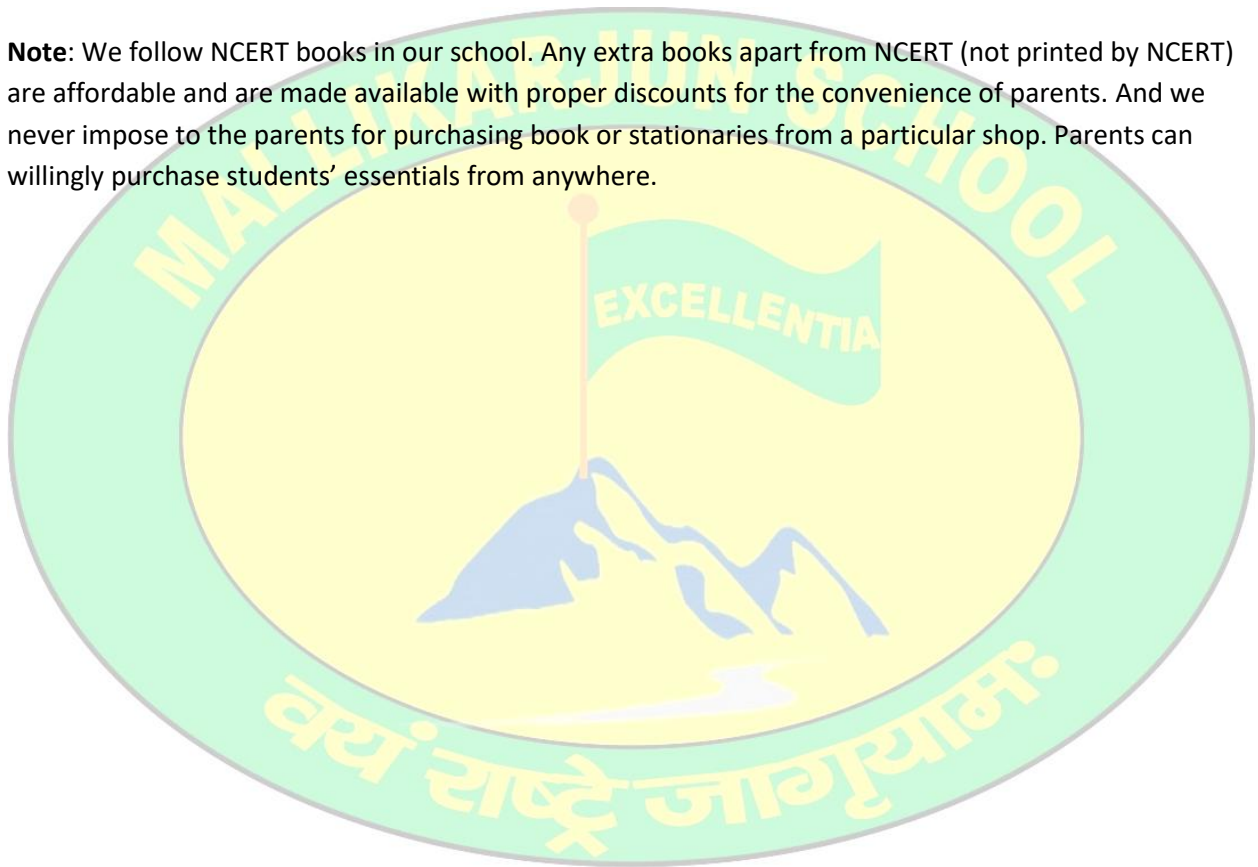 Note: We follow NCERT books in our school. Any extra books apart from NCERT (not printed by NCERT)
are affordable and are made available with proper discounts for the convenience of parents. And we
never impose to the parents for purchasing book or stationaries from a particular shop. Parents can
willingly purchase students’ essentials from anywhere.
MALLIKARJUN SCHOOL
EXCELLENTIA
वयं राष्ट्रे जागृयामः